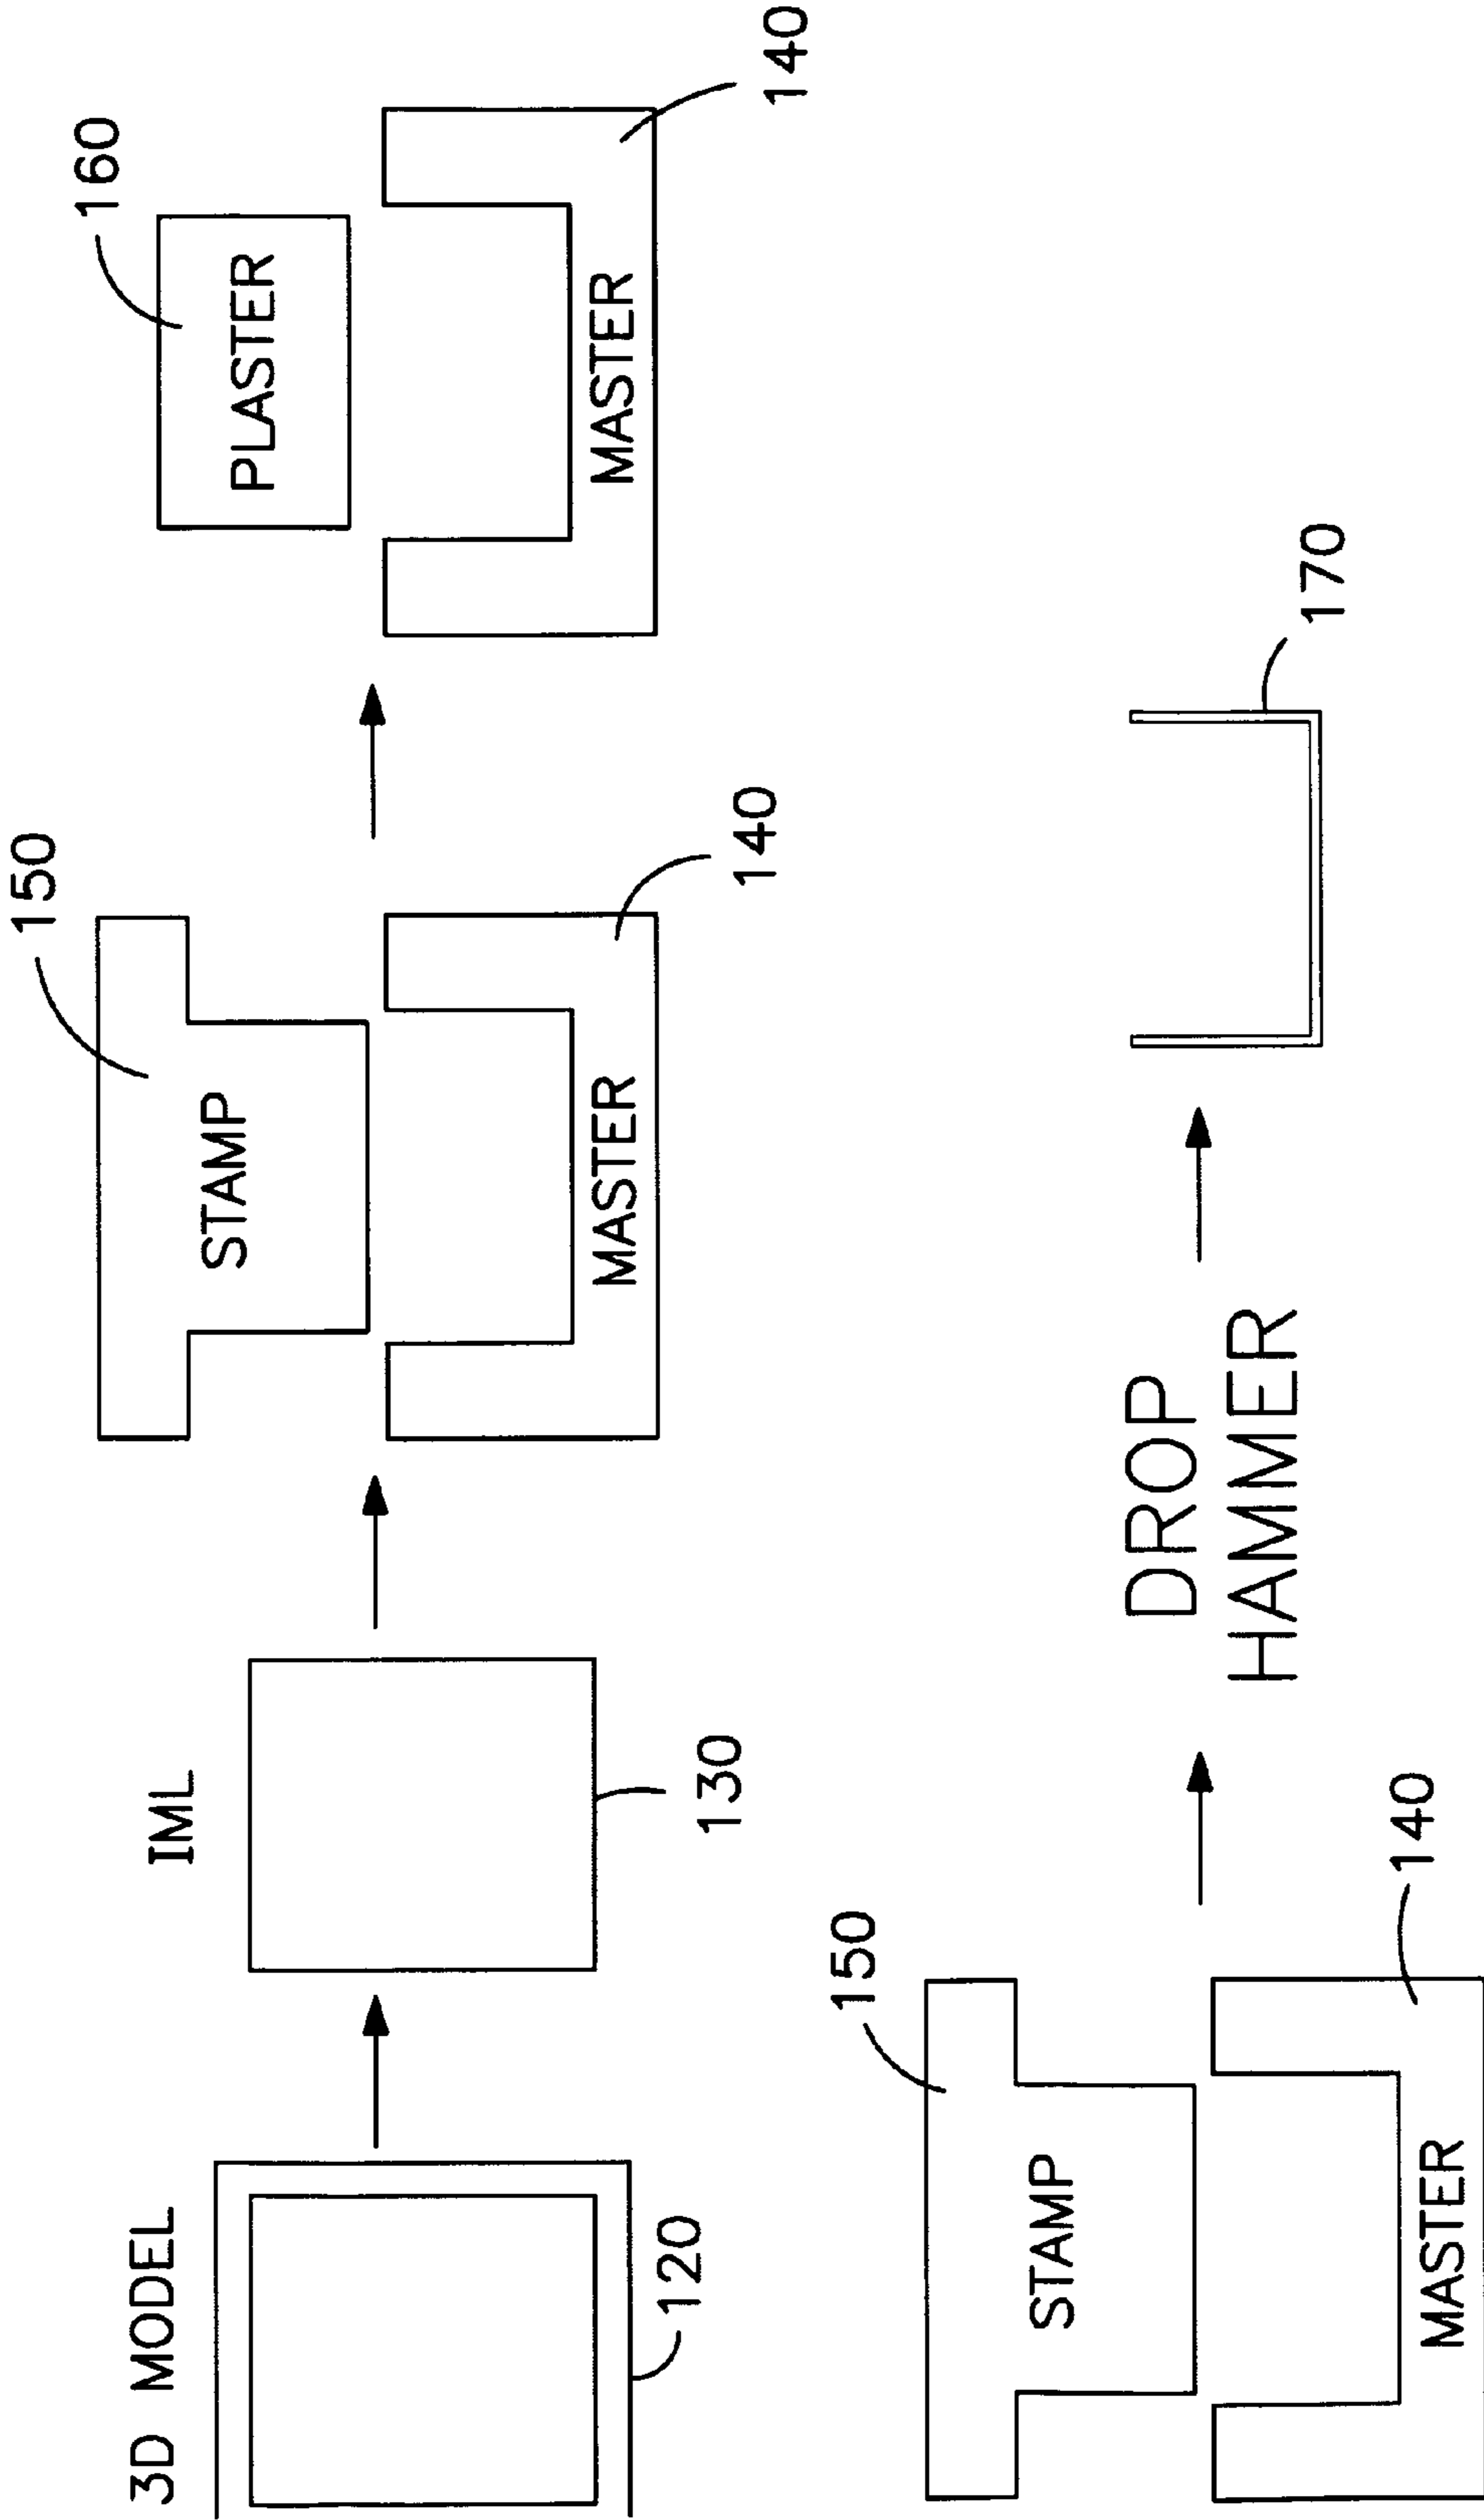 3D MODEL
120
IML
130
150
STAMP
MASTER
140
160
PLASTER
MASTER
140
150
STAMP
MASTER
140
DROP
HAMMER
170